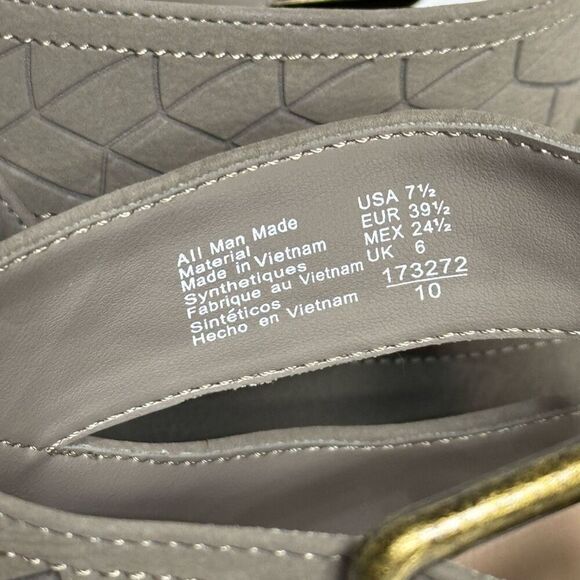 All Man Made
Material
Made in Vietnam
Synthetiques
Fabrique au Vietnam
Sintéticos
Hecho en Vietnam
USA 7½
EUR 39½
MEX 24½
UK 6
173272
10